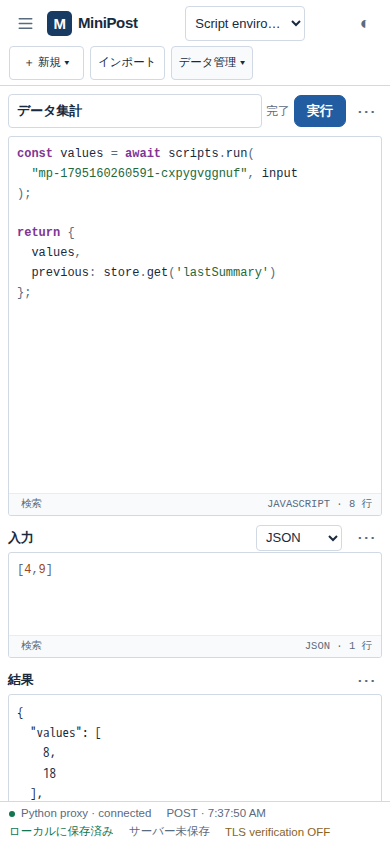 M MiniPost Script enviro…
＋ 新規 ▾ インポート データ管理 ▾
データ集計 完了 実行 ···
const values = await scripts.run(
"mp-1795160260591-cxpygvggnuf", input
);
return {
values,
previous: store.get('lastSummary')
};
検索 JAVASCRIPT · 8 行
入力 JSON ···
[4,9]
検索 JSON · 1 行
結果 ···
{
"values": [
8,
18
],
Python proxy · connected POST · 7:37:50 AM
ローカルに保存済み サーバー未保存 TLS verification OFF